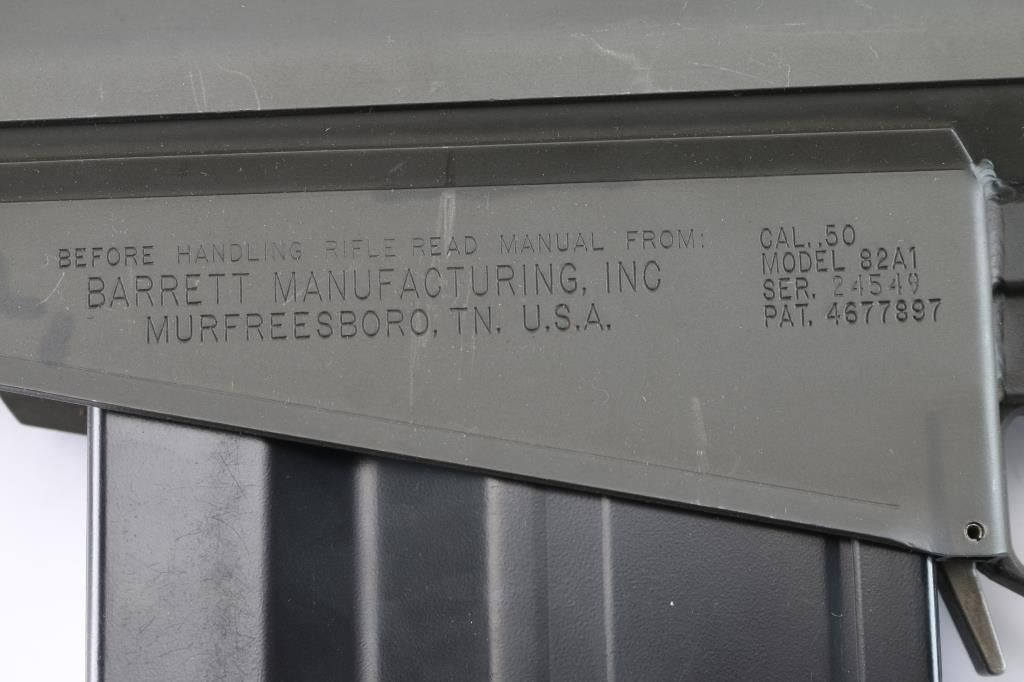 BEFORE HANDLING RIFLE READ MANUAL FROM:
BARRETT MANUFACTURING, INC
MURFREESBORO, TN. U.S.A.
CAL. .50
MODEL 82A1
SER. 24549
PAT. 4677897